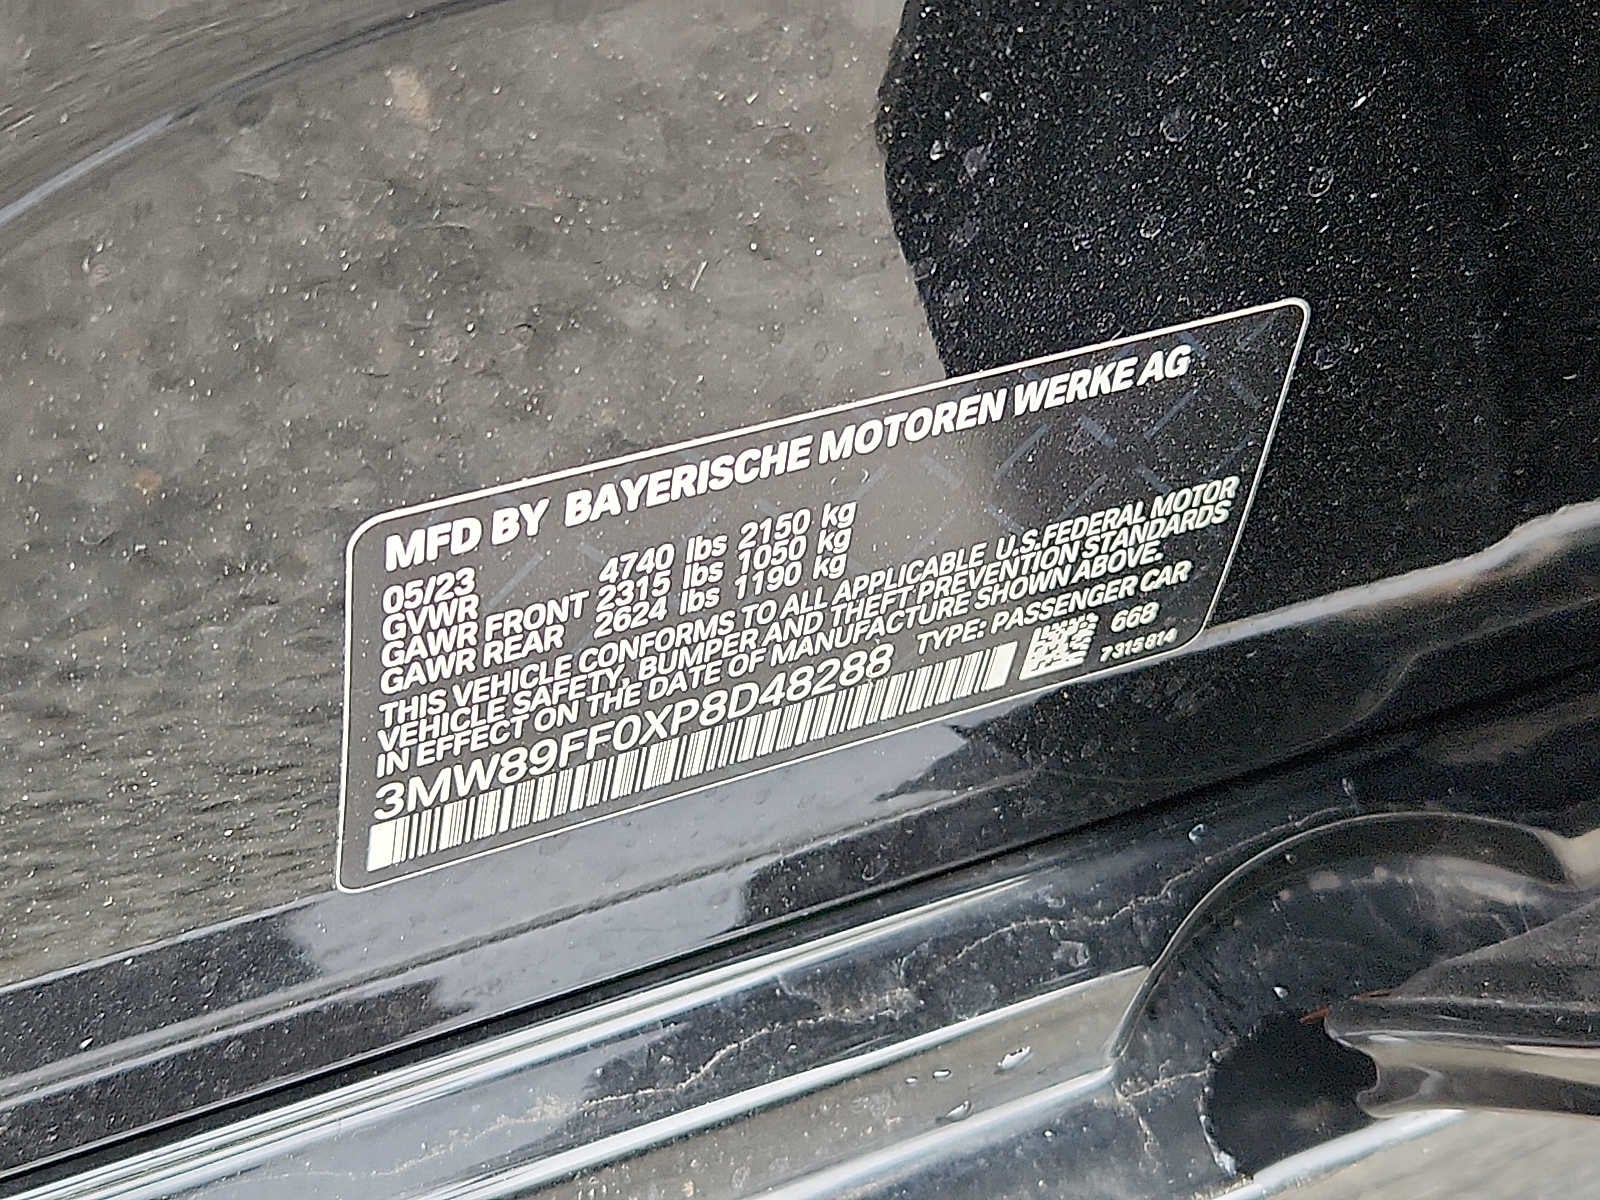 MFD BY BAYERISCHE MOTOREN WERKE AG
05/23
GVWR 4740 lbs 2150 kg
GAWR FRONT 2315 lbs 1050 kg
GAWR REAR 2624 lbs 1190 kg
THIS VEHICLE CONFORMS TO ALL APPLICABLE U.S. FEDERAL MOTOR
VEHICLE SAFETY, BUMPER AND THEFT PREVENTION STANDARDS
IN EFFECT ON THE DATE OF MANUFACTURE SHOWN ABOVE.
3MW89FF0XP8D48288 TYPE: PASSENGER CAR
668
7315614